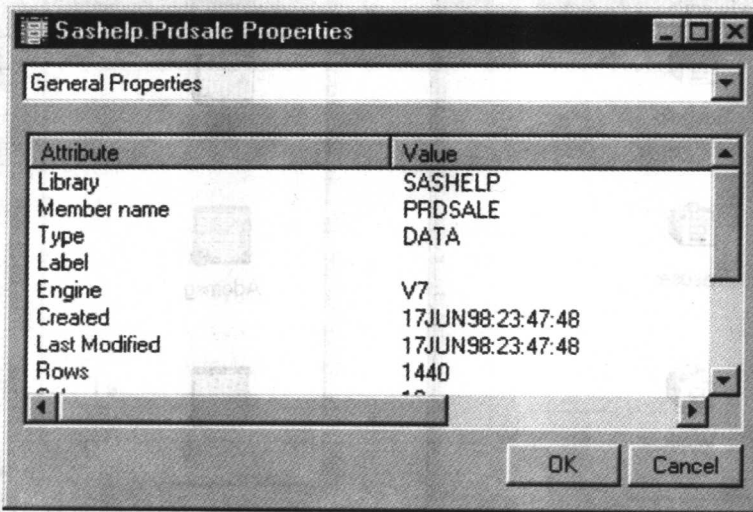 Sashelp.Prdsale Properties
General Properties
Attribute Value
Library SASHELP
Member name PRDSALE
Type DATA
Label
Engine V7
Created 17JUN98:23:47:48
Last Modified 17JUN98:23:47:48
Rows 1440
OK Cancel